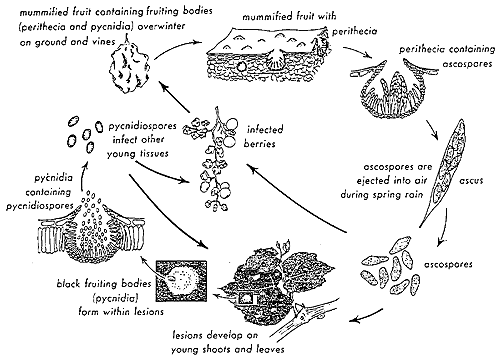 mummified fruit containing fruiting bodies
(perithecia and pycnidia) overwinter
on ground and vines
mummified fruit with
perithecia
perithecia containing
ascospores
pycnidiospores
infect other
young tissues
infected
berries
pycnidia
containing
pycnidiospores
ascospores are
ejected into air
during spring rain
ascus
ascospores
black fruiting bodies
(pycnidia)
form within lesions
lesions develop on
young shoots and leaves